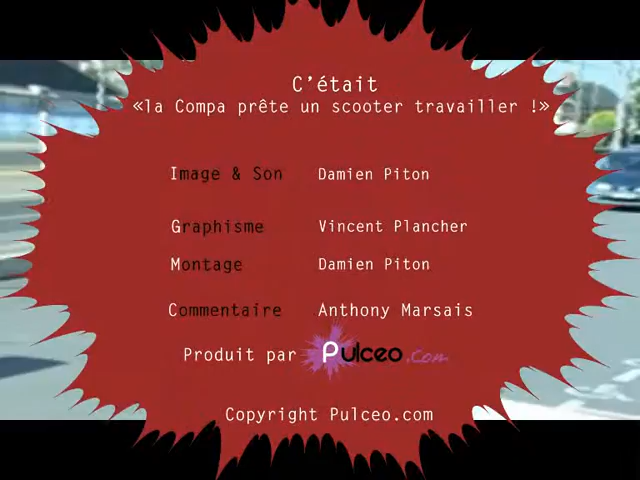 C'était
«la Compa prête un scooter travailler !»
Image & Son Damien Piton
Graphisme Vincent Plancher
Montage Damien Piton
Commentaire Anthony Marsais
Produit par Pulceo.com
Copyright Pulceo.com